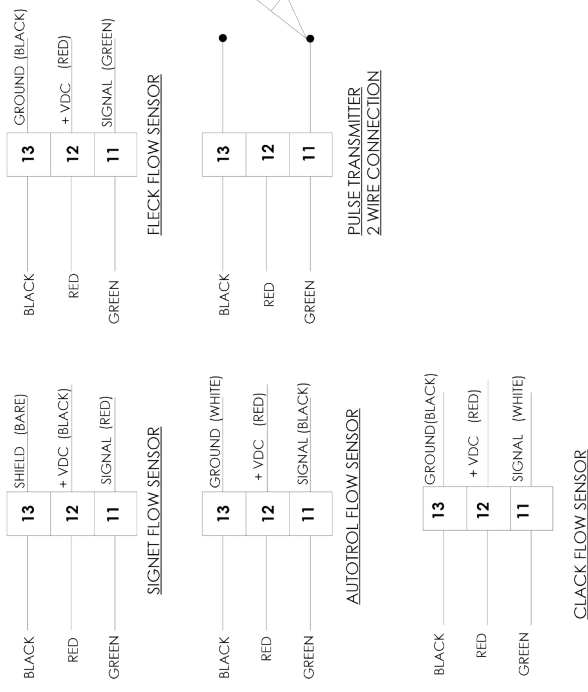 BLACK 13 SHIELD (BARE)
RED 12 + VDC (BLACK)
GREEN 11 SIGNAL (RED)
SIGNET FLOW SENSOR
BLACK 13 GROUND (BLACK)
RED 12 + VDC (RED)
GREEN 11 SIGNAL (GREEN)
FLECK FLOW SENSOR
BLACK 13 GROUND (WHITE)
RED 12 + VDC (RED)
GREEN 11 SIGNAL (BLACK)
AUTOTROL FLOW SENSOR
BLACK 13
RED 12
GREEN 11
PULSE TRANSMITTER
2 WIRE CONNECTION
BLACK 13 GROUND(BLACK)
RED 12 + VDC (RED)
GREEN 11 SIGNAL (WHITE)
CLACK FLOW SENSOR